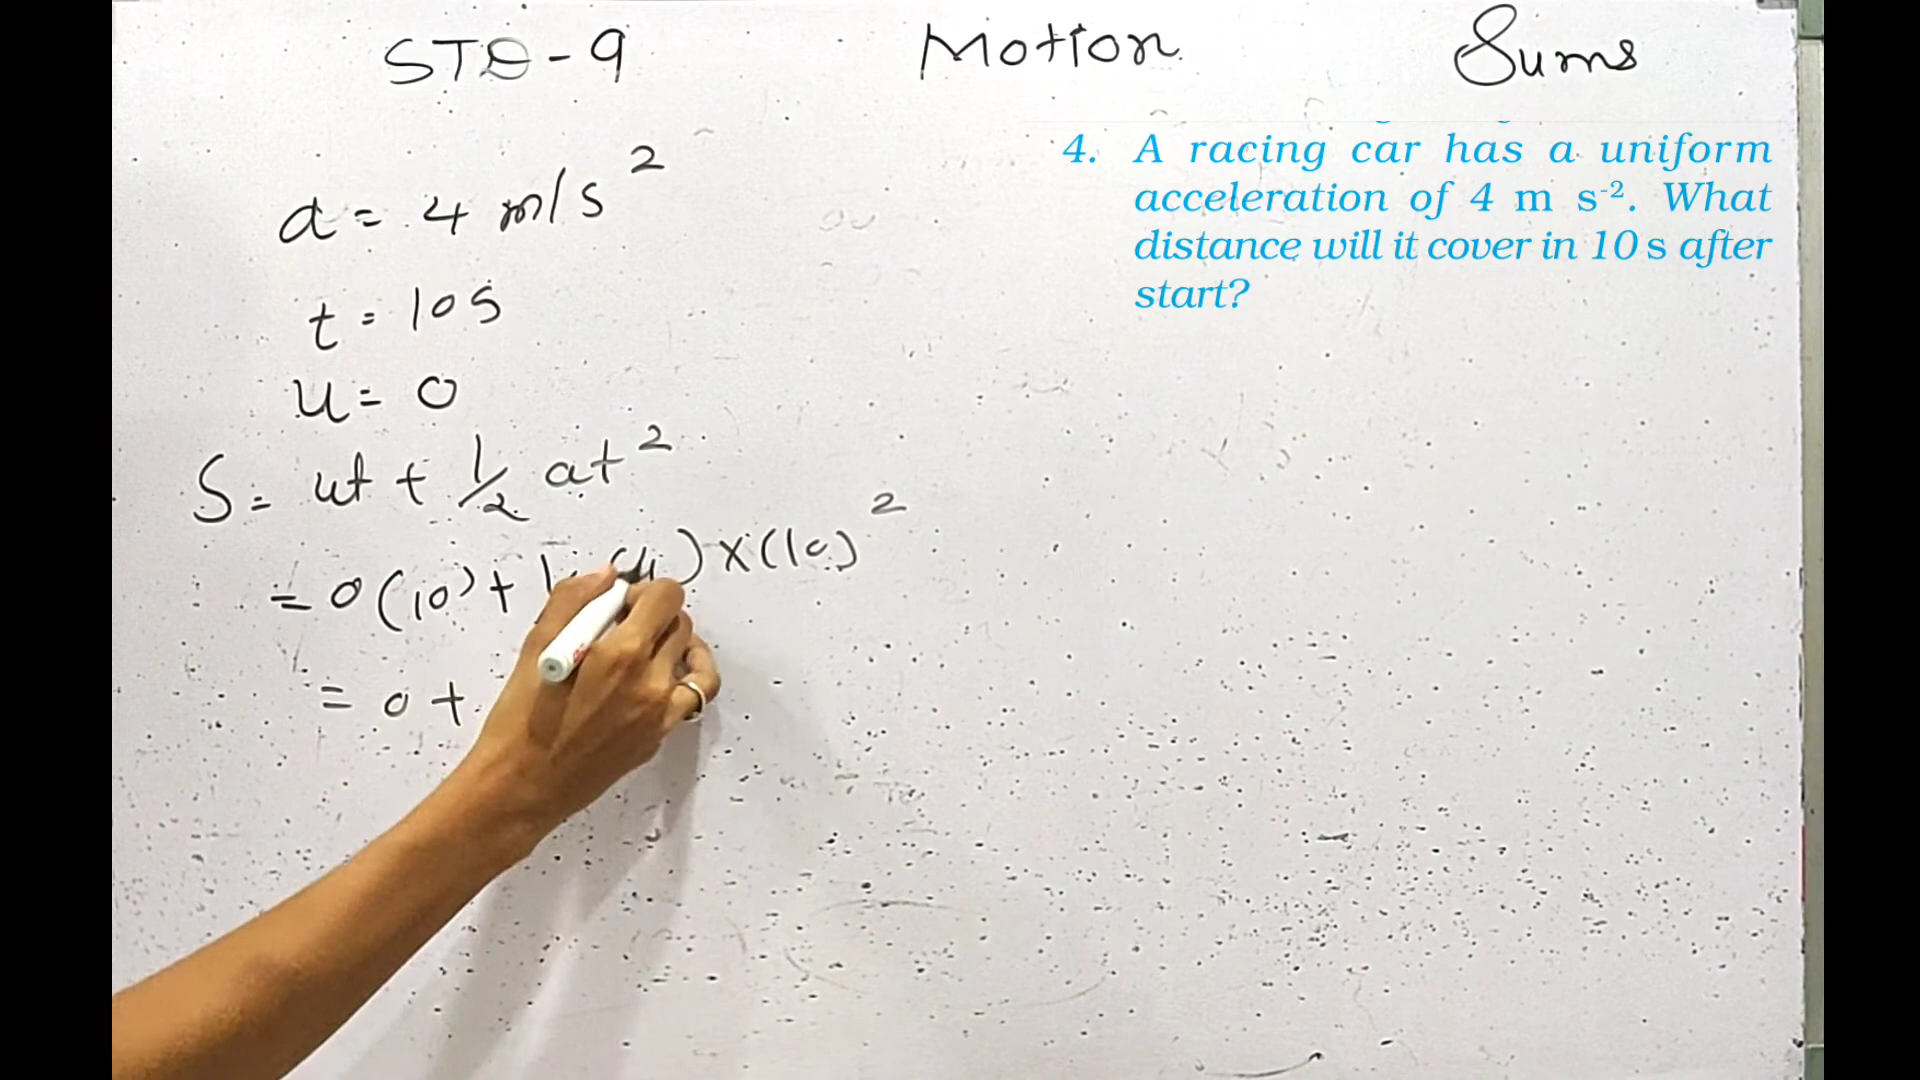 STD-9 Motion Sums
4. A racing car has a uniform
acceleration of 4 m s⁻². What
distance will it cover in 10 s after
start?
a = 4 m/s²
t = 10s
u = 0
S = ut + 1/2 at²
= 0(10) + (4) X (10)²
= 0 +